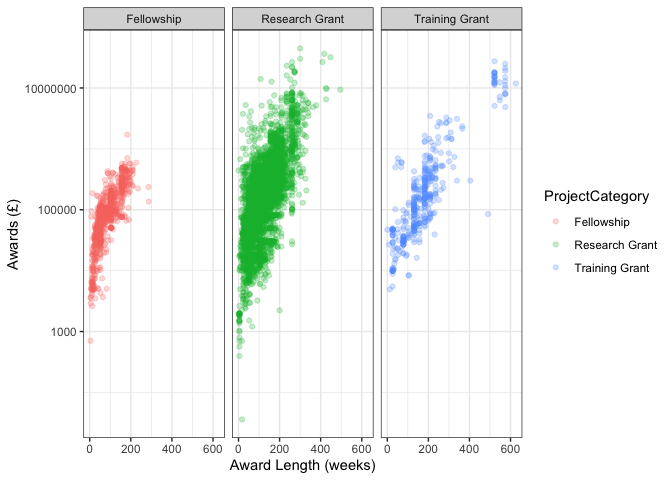 Fellowship
Research Grant
Training Grant
Awards (£)
10000000
100000
1000
0 200 400 600
0 200 400 600
0 200 400 600
Award Length (weeks)
ProjectCategory
Fellowship
Research Grant
Training Grant